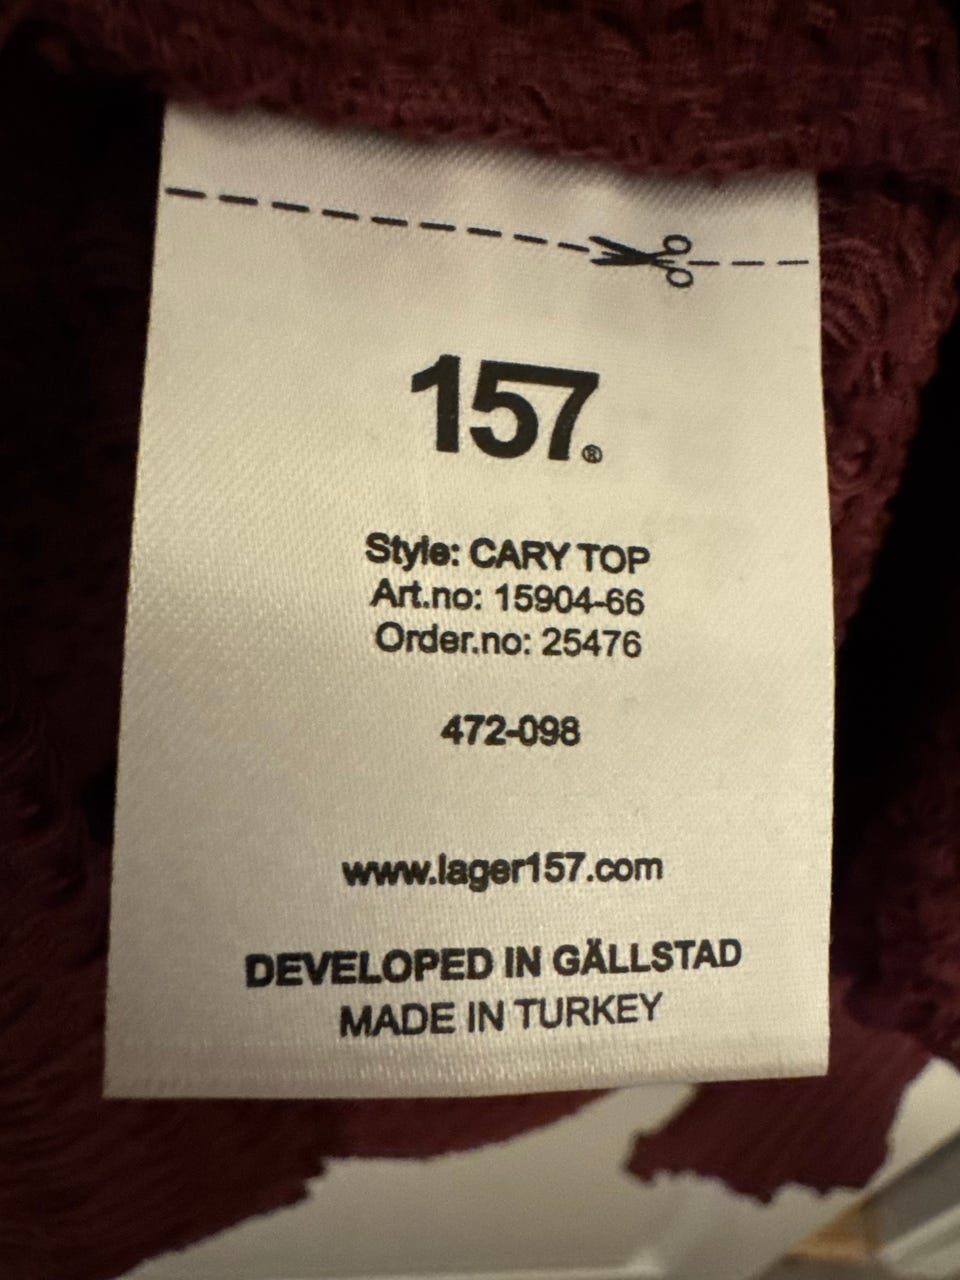 157®
Style: CARY TOP
Art.no: 15904-66
Order.no: 25476
472-098
www.lager157.com
DEVELOPED IN GÄLLSTAD
MADE IN TURKEY